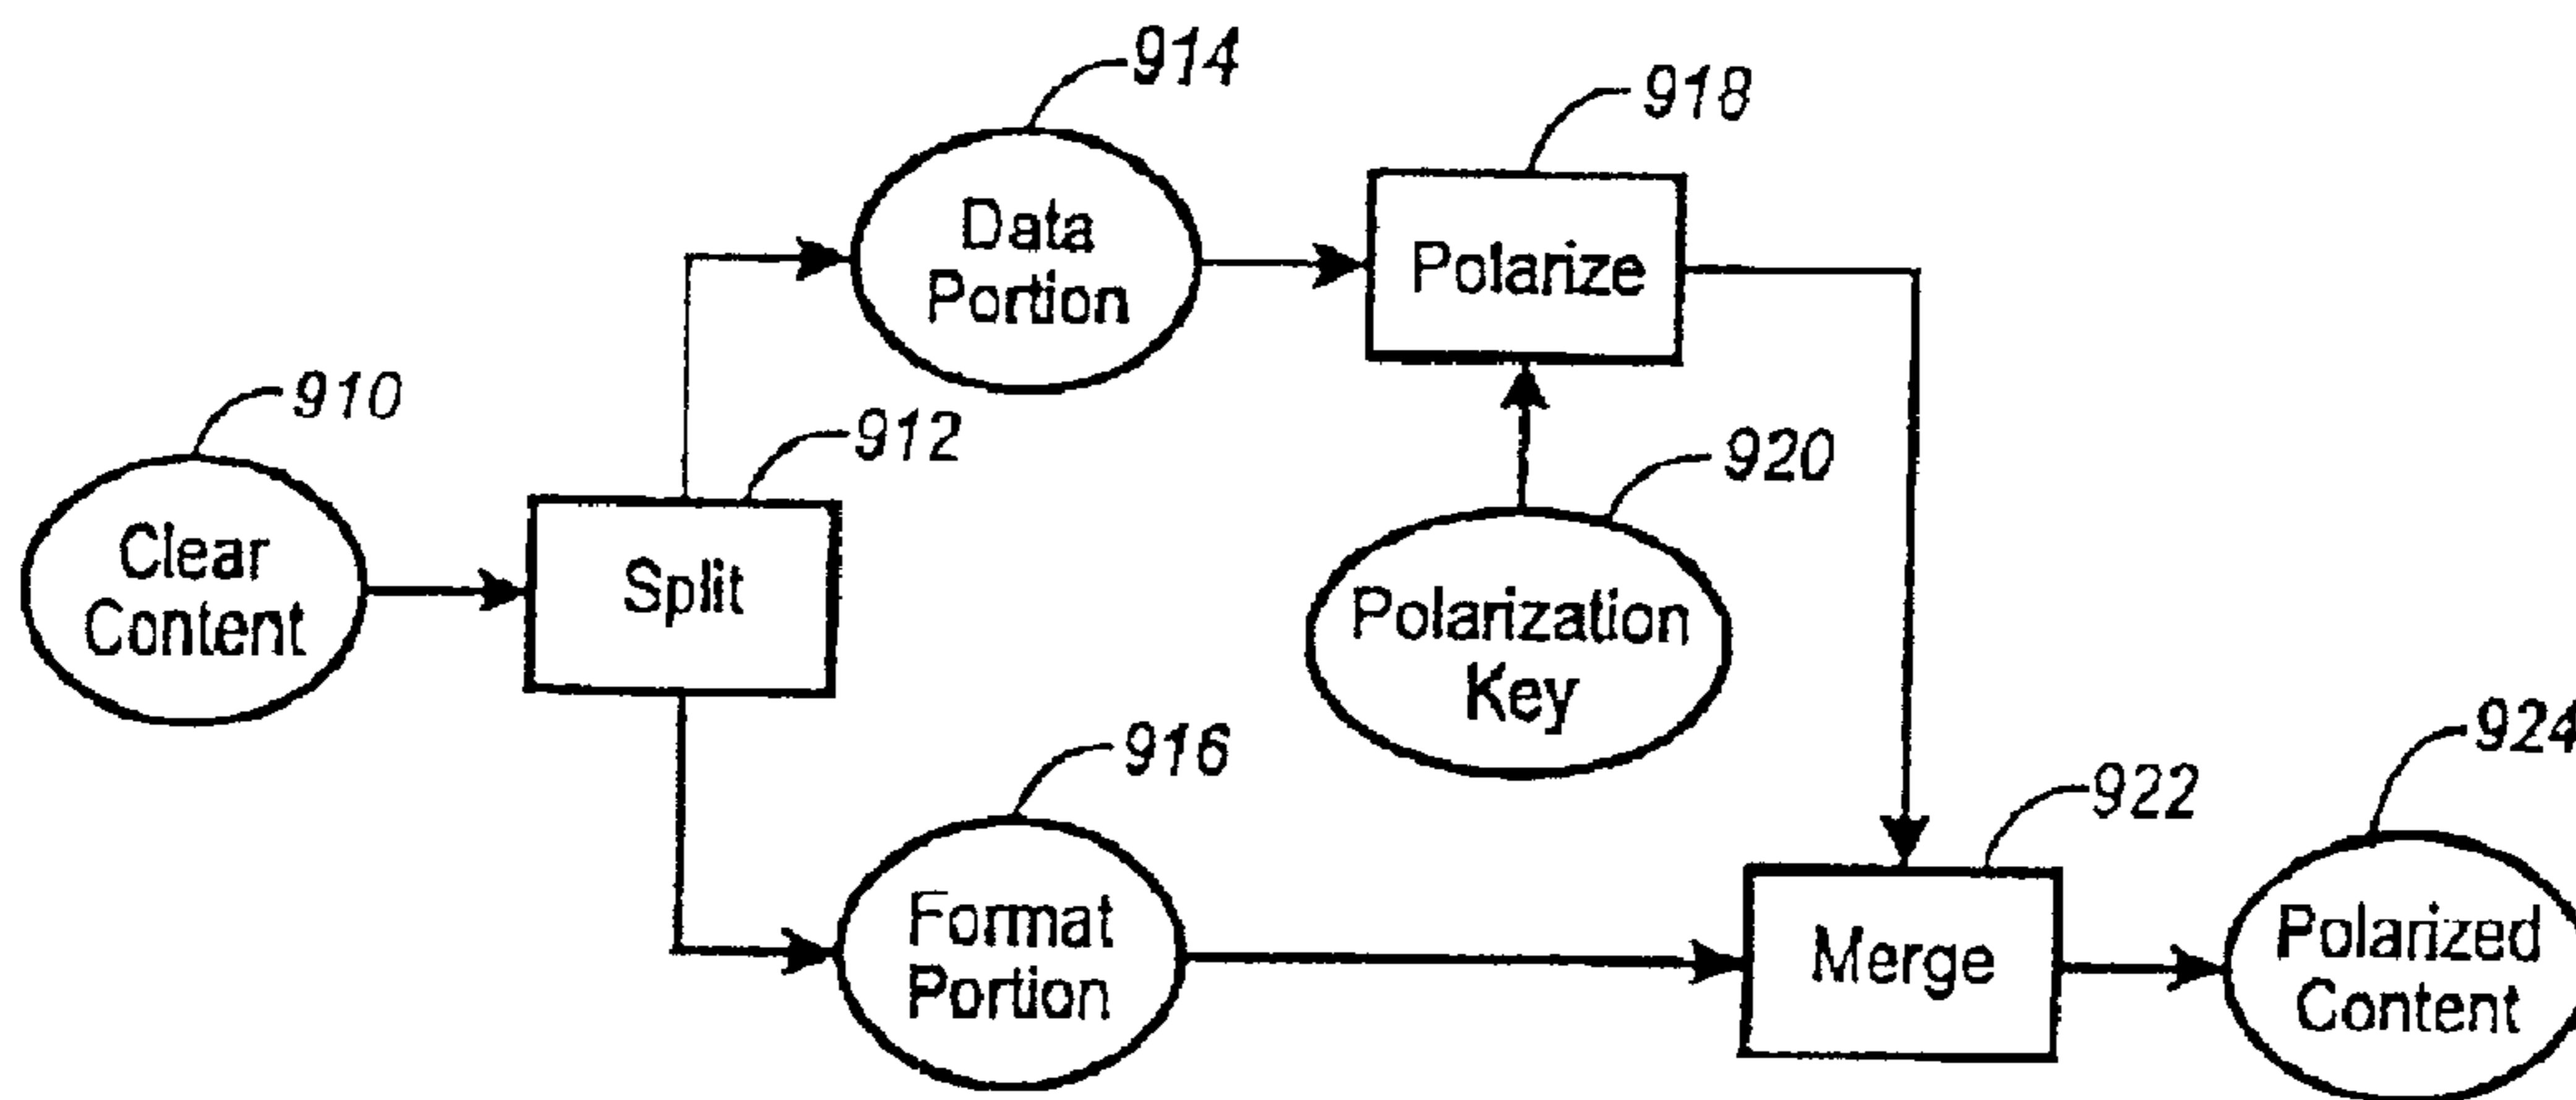 914
918
Data
Portion
Polarize
910
912
920
Clear
Content
Split
Polarization
Key
916
924
922
Format
Portion
Merge
Polarized
Content